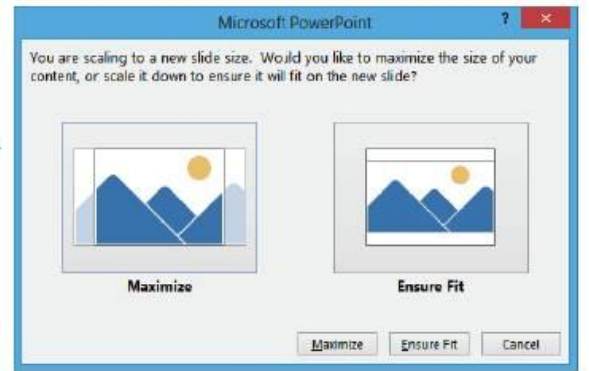 Microsoft PowerPoint ?
You are scaling to a new slide size. Would you like to maximize the size of your
content, or scale it down to ensure it will fit on the new slide?
Maximize Ensure Fit
Maximize Ensure Fit Cancel